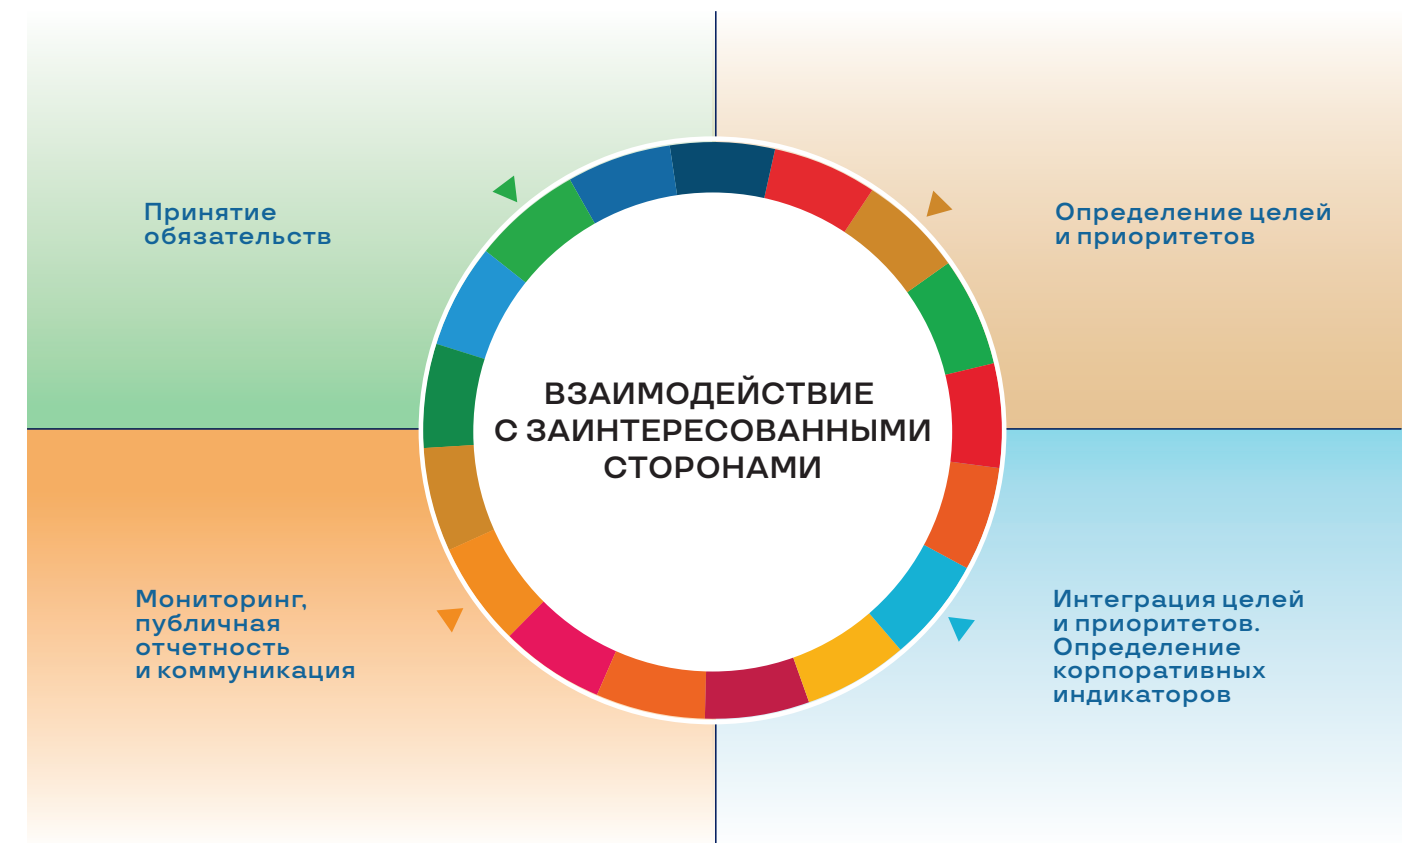 Принятие
обязательств
Определение целей
и приоритетов
ВЗАИМОДЕЙСТВИЕ
С ЗАИНТЕРЕСОВАННЫМИ
СТОРОНАМИ
Мониторинг,
публичная
отчетность
и коммуникация
Интеграция целей
и приоритетов.
Определение
корпоративных
индикаторов